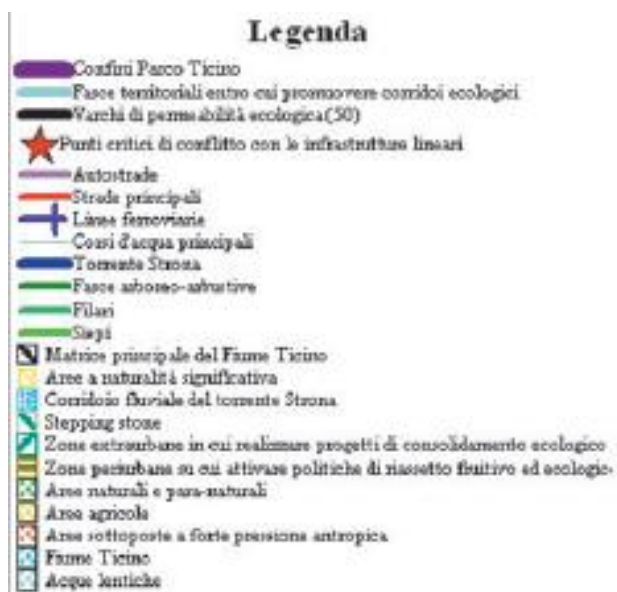 Legenda
Confini Parco Ticino
Fasce territoriali entro cui promuovere corridoi ecologici
Varchi di permeabilità ecologica(50)
Punti critici di conflitto con le infrastrutture lineari
Autostrade
Strade principali
Linee ferroviarie
Corsi d'acqua principali
Torrente Strona
Fasce arboreo-arbustive
Filari
Siepi
Matrice principale del Fiume Ticino
Aree a naturalità significativa
Corridoio fluviale del torrente Strona
Stepping stone
Zone extraurbane in cui realizzare progetti di consolidamento ecologico
Zone periurbane su cui attivare politiche di riassetto fruitivo ed ecologic
Aree naturali e para-naturali
Aree agricole
Aree sottoposte a forte pressione antropica
Fiume Ticino
Acque lentiche